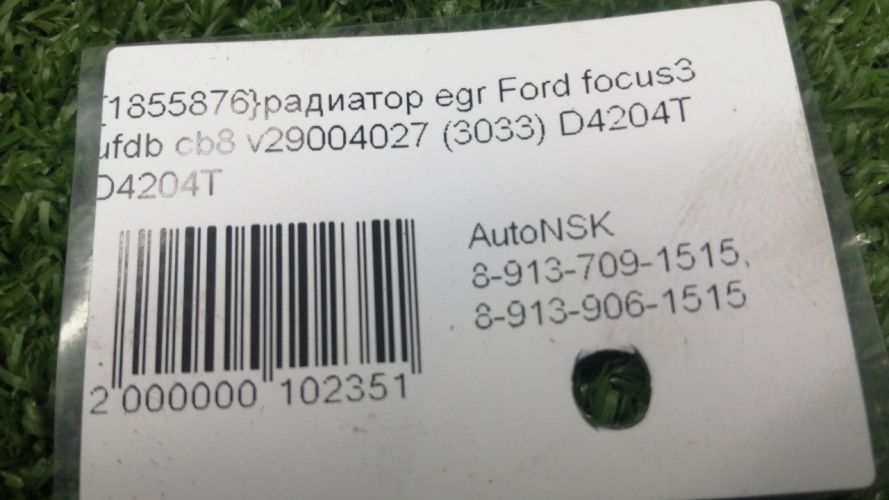 {1855876}радиатор egr Ford focus3
ufdb cb8 v29004027 (3033) D4204T
D4204T
AutoNSK
8-913-709-1515,
8-913-906-1515
2 000000 102351